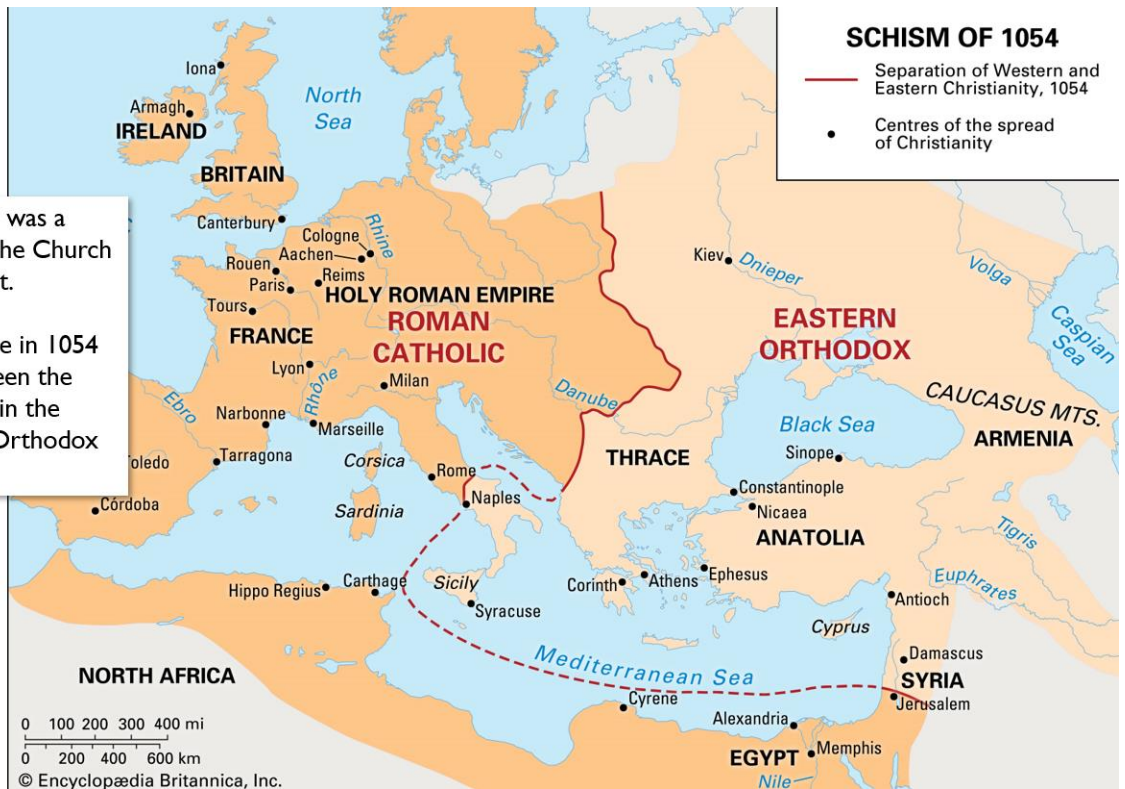 SCHISM OF 1054
Separation of Western and
Eastern Christianity, 1054
Centres of the spread
of Christianity
Iona
North
Sea
Armagh
IRELAND
BRITAIN
was a
he Church
t.
e in 1054
een the
in the
Orthodox
Canterbury
Cologne
Rhine
Aachen
Rouen
Reims
Paris
HOLY ROMAN EMPIRE
Tours
ROMAN
CATHOLIC
FRANCE
Lyon
Rhône
Milan
Danube
Ebro
Narbonne
Marseille
Tarragona
Toledo
Córdoba
Corsica
Rome
Naples
Sardinia
Kiev
Dnieper
Volga
Caspian
Sea
EASTERN
ORTHODOX
CAUCASUS MTS.
ARMENIA
Black Sea
Sinope
THRACE
Constantinople
Nicaea
ANATOLIA
Tigris
Euphrates
Hippo Regius
Carthage
Sicily
Syracuse
Corinth
Athens
Ephesus
Antioch
Cyprus
Damascus
SYRIA
Jerusalem
Mediterranean Sea
NORTH AFRICA
Cyrene
Alexandria
EGYPT
Memphis
Nile
0 100 200 300 400 mi
0 200 400 600 km
© Encyclopædia Britannica, Inc.